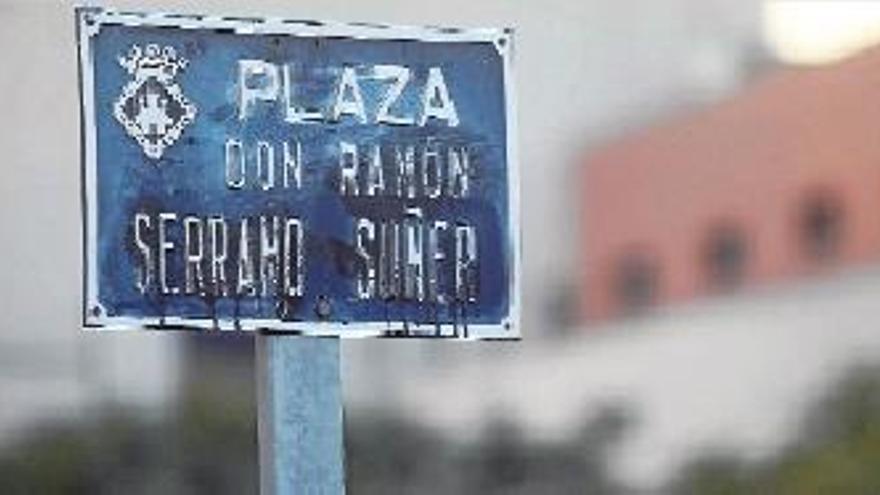 PLAZA
DON RAMÓN
SERRANO SUÑER